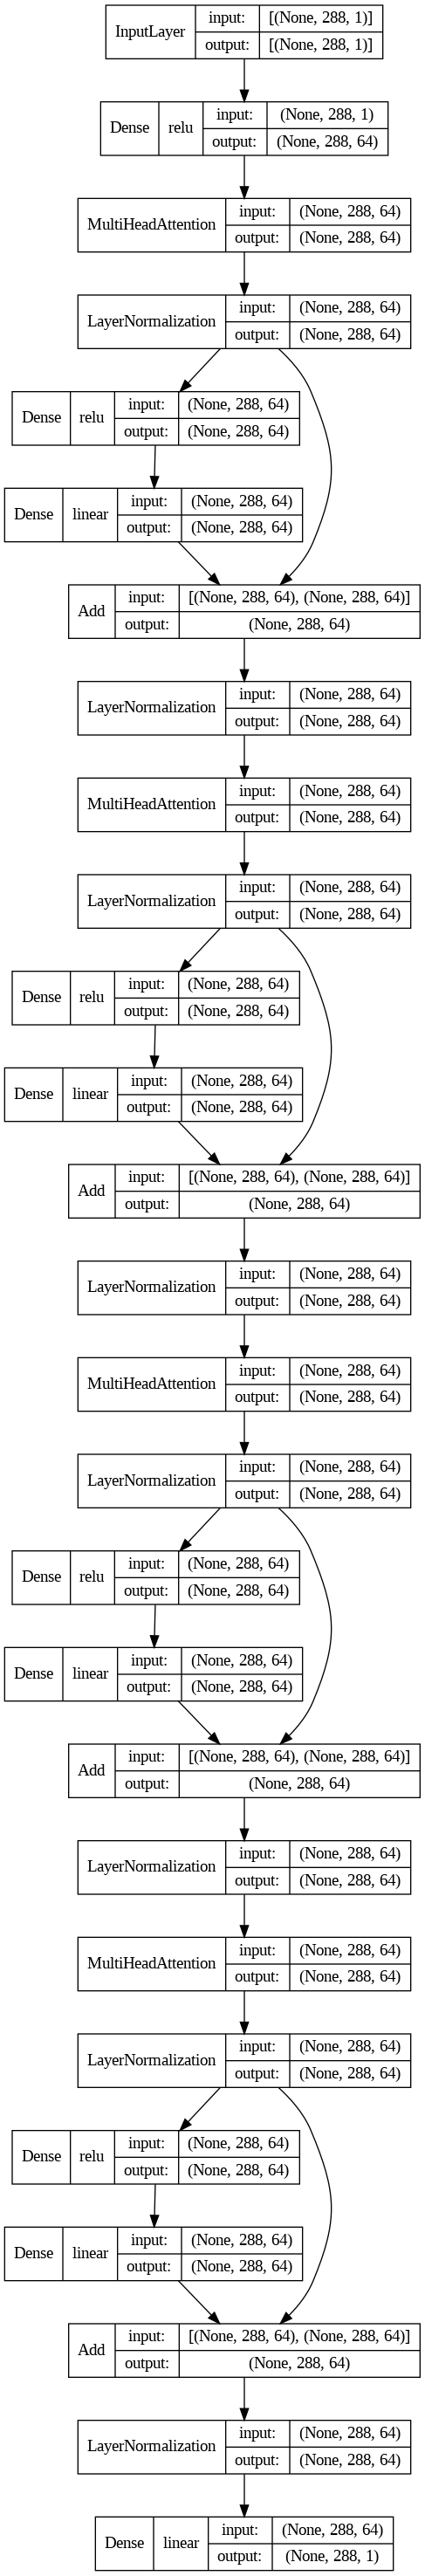 InputLayer input: [(None, 288, 1)]
output: [(None, 288, 1)]
Dense relu input: (None, 288, 1)
output: (None, 288, 64)
MultiHeadAttention input: (None, 288, 64)
output: (None, 288, 64)
LayerNormalization input: (None, 288, 64)
output: (None, 288, 64)
Dense relu input: (None, 288, 64)
output: (None, 288, 64)
Dense linear input: (None, 288, 64)
output: (None, 288, 64)
Add input: [(None, 288, 64), (None, 288, 64)]
output: (None, 288, 64)
LayerNormalization input: (None, 288, 64)
output: (None, 288, 64)
MultiHeadAttention input: (None, 288, 64)
output: (None, 288, 64)
LayerNormalization input: (None, 288, 64)
output: (None, 288, 64)
Dense relu input: (None, 288, 64)
output: (None, 288, 64)
Dense linear input: (None, 288, 64)
output: (None, 288, 64)
Add input: [(None, 288, 64), (None, 288, 64)]
output: (None, 288, 64)
LayerNormalization input: (None, 288, 64)
output: (None, 288, 64)
MultiHeadAttention input: (None, 288, 64)
output: (None, 288, 64)
LayerNormalization input: (None, 288, 64)
output: (None, 288, 64)
Dense relu input: (None, 288, 64)
output: (None, 288, 64)
Dense linear input: (None, 288, 64)
output: (None, 288, 64)
Add input: [(None, 288, 64), (None, 288, 64)]
output: (None, 288, 64)
LayerNormalization input: (None, 288, 64)
output: (None, 288, 64)
MultiHeadAttention input: (None, 288, 64)
output: (None, 288, 64)
LayerNormalization input: (None, 288, 64)
output: (None, 288, 64)
Dense relu input: (None, 288, 64)
output: (None, 288, 64)
Dense linear input: (None, 288, 64)
output: (None, 288, 64)
Add input: [(None, 288, 64), (None, 288, 64)]
output: (None, 288, 64)
LayerNormalization input: (None, 288, 64)
output: (None, 288, 64)
Dense linear input: (None, 288, 64)
output: (None, 288, 1)